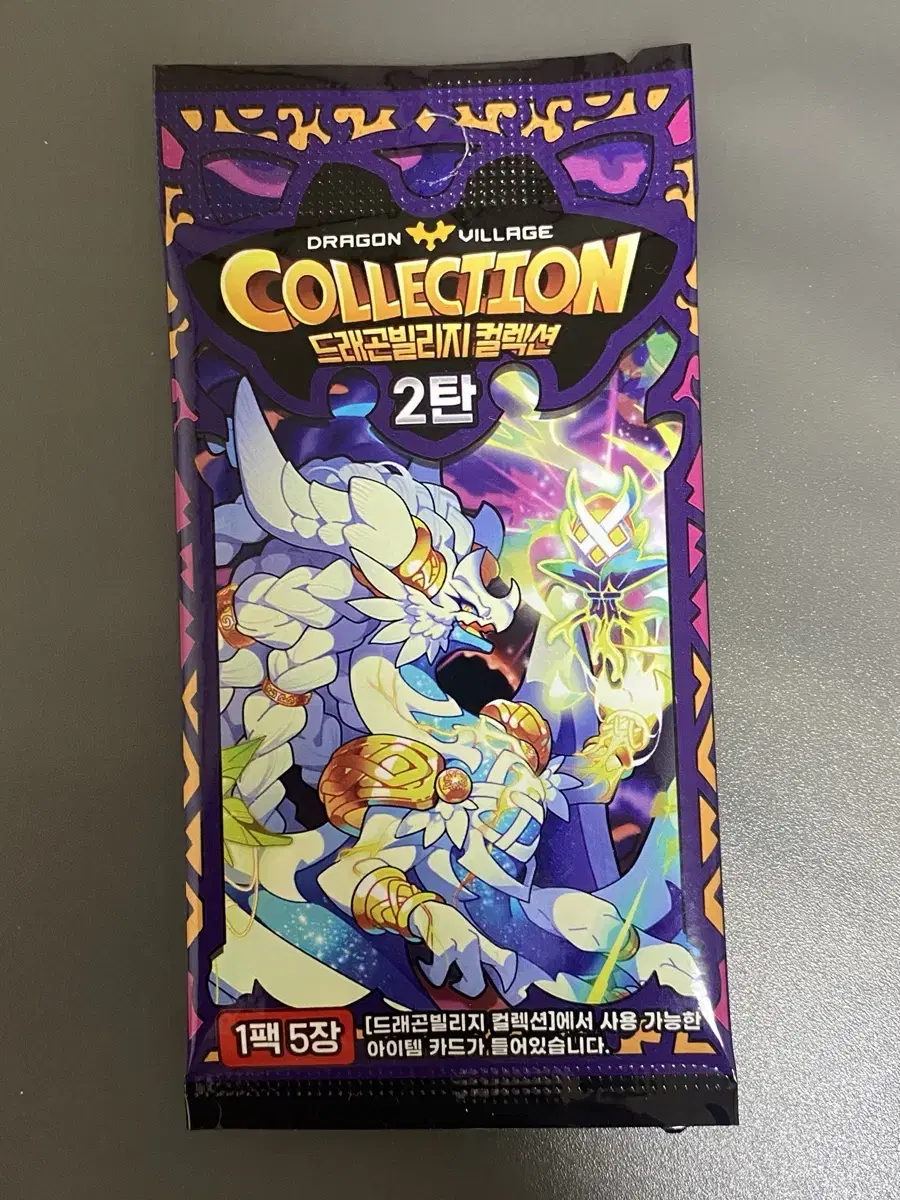 DRAGON VILLAGE
COLLECTION
드래곤빌리지 컬렉션
2탄
1팩 5장
[드래곤빌리지 컬렉션]에서 사용 가능한
아이템 카드가 들어있습니다.